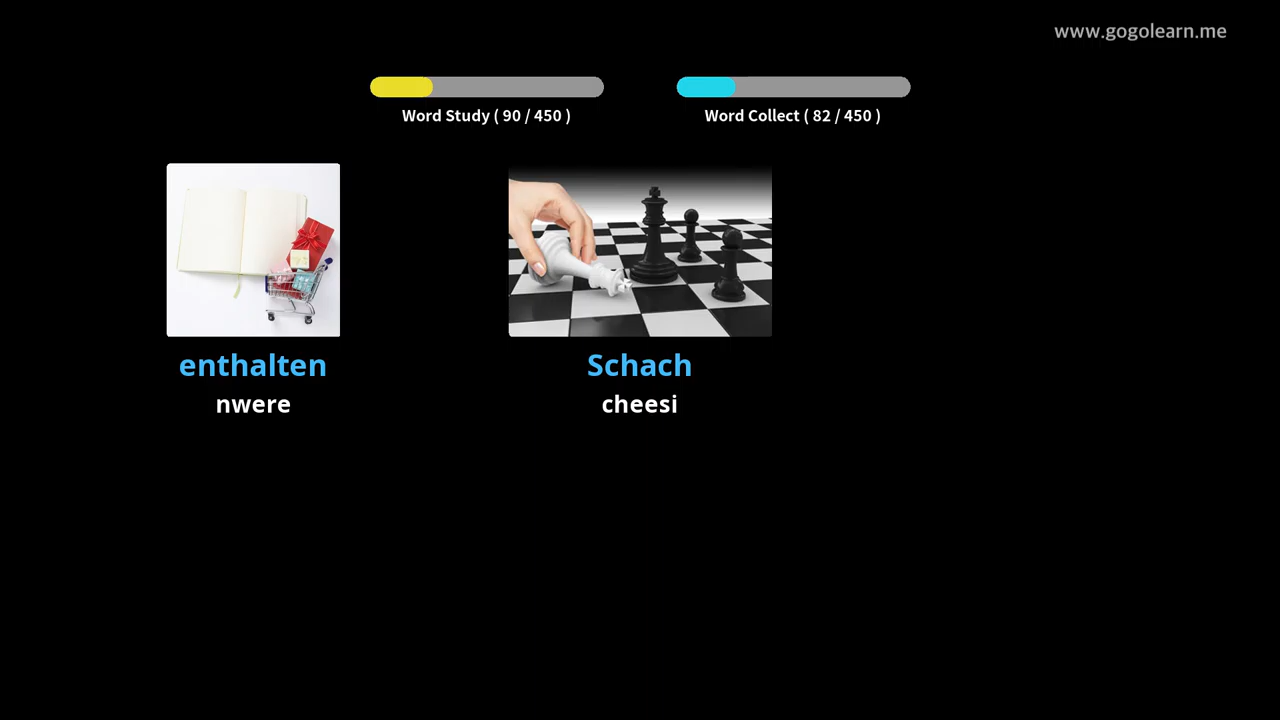 www.gogolearn.me
Word Study ( 90 / 450 )
Word Collect ( 82 / 450 )
enthalten
nwere
Schach
cheesi